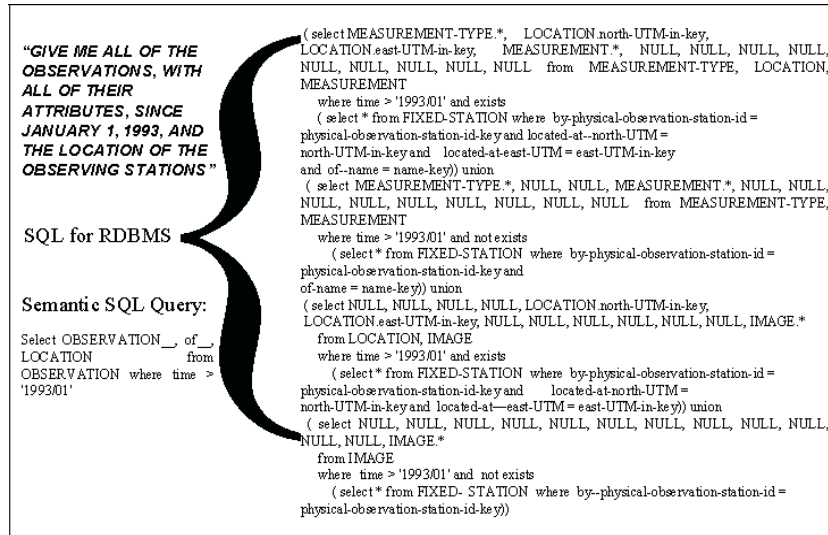 "GIVE ME ALL OF THE
OBSERVATIONS, WITH
ALL OF THEIR
ATTRIBUTES, SINCE
JANUARY 1, 1993, AND
THE LOCATION OF THE
OBSERVING STATIONS"
SQL for RDBMS
Semantic SQL Query:
Select OBSERVATION__, of__,
LOCATION from
OBSERVATION where time >
'1993/01'
( select MEASUREMENT-TYPE.*, LOCATION.north-UTM-in-key,
LOCATION.east-UTM-in-key, MEASUREMENT.*, NULL, NULL, NULL, NULL,
NULL, NULL, NULL, NULL, NULL from MEASUREMENT-TYPE, LOCATION,
MEASUREMENT
where time > '1993/01' and exists
( select * from FIXED-STATION where by-physical-observation-station-id =
physical-observation-station-id-key and located-at--north-UTM =
north-UTM-in-key and located-at-east-UTM = east-UTM-in-key
and of--name = name-key)) union
( select MEASUREMENT-TYPE.*, NULL, NULL, MEASUREMENT.*, NULL, NULL,
NULL, NULL, NULL, NULL, NULL, NULL, NULL from MEASUREMENT-TYPE,
MEASUREMENT
where time > '1993/01' and not exists
( select * from FIXED-STATION where by-physical-observation-station-id =
physical-observation-station-id-key and
of-name = name-key)) union
( select NULL, NULL, NULL, NULL, LOCATION.north-UTM-in-key,
LOCATION.east-UTM-in-key, NULL, NULL, NULL, NULL, NULL, NULL, IMAGE.*
from LOCATION, IMAGE
where time > '1993/01' and exists
( select * from FIXED-STATION where by-physical-observation-station-id =
physical-observation-station-id-key and located-at-north-UTM =
north-UTM-in-key and located-at—east-UTM = east-UTM-in-key)) union
( select NULL, NULL, NULL, NULL, NULL, NULL, NULL, NULL, NULL, NULL,
NULL, NULL, IMAGE.*
from IMAGE
where time > '1993/01' and not exists
( select * from FIXED- STATION where by--physical-observation-station-id =
physical-observation-station-id-key))